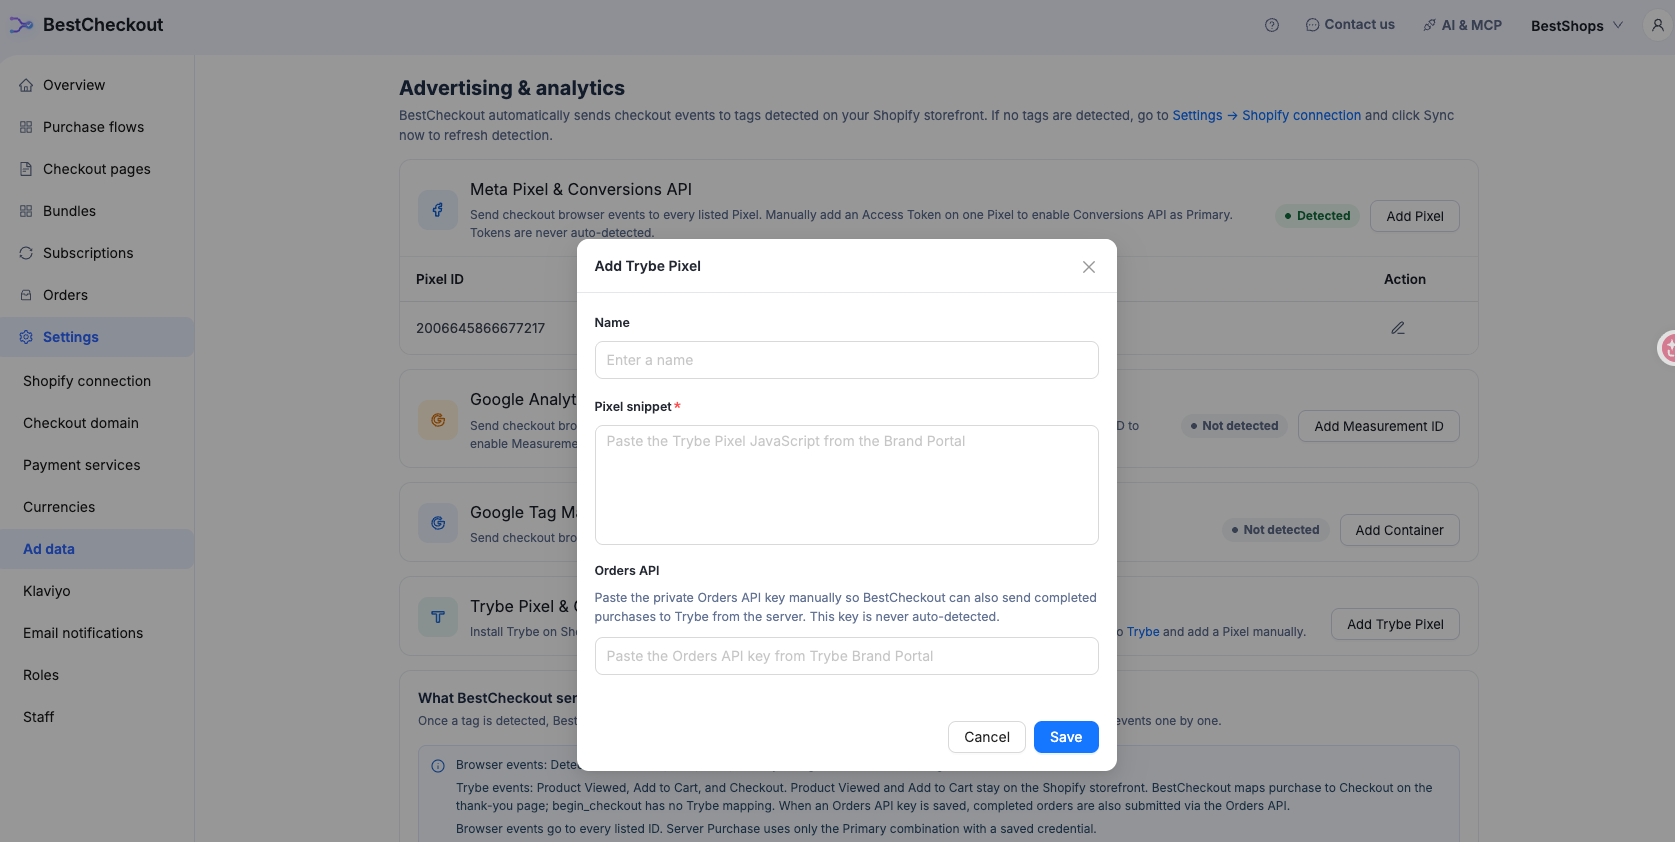 BestCheckout
Contact us
AI & MCP
BestShops
Overview
Purchase flows
Checkout pages
Bundles
Subscriptions
Orders
Settings
Shopify connection
Checkout domain
Payment services
Currencies
Ad data
Klaviyo
Email notifications
Roles
Staff
Advertising & analytics
BestCheckout automatically sends checkout events to tags detected on your Shopify storefront. If no tags are detected, go to Settings → Shopify connection and click Sync
now to refresh detection.
Meta Pixel & Conversions API
Send checkout browser events to every listed Pixel. Manually add an Access Token on one Pixel to enable Conversions API as Primary.
Tokens are never auto-detected.
Detected
Add Pixel
Pixel ID
Action
2006645866677217
Google Analyt
Send checkout bro
D to
enable Measureme
Not detected
Add Measurement ID
Google Tag Ma
Send checkout bro
Not detected
Add Container
Trybe Pixel &
Install Trybe on Sh
o Trybe and add a Pixel manually.
Add Trybe Pixel
What BestCheckout ser
Once a tag is detected, Best
events one by one.
Browser events: Dete
Trybe events: Product Viewed, Add to Cart, and Checkout. Product Viewed and Add to Cart stay on the Shopify storefront. BestCheckout maps purchase to Checkout on the
thank-you page; begin_checkout has no Trybe mapping. When an Orders API key is saved, completed orders are also submitted via the Orders API.
Browser events go to every listed ID. Server Purchase uses only the Primary combination with a saved credential.
Add Trybe Pixel
Name
Enter a name
Pixel snippet *
Paste the Trybe Pixel JavaScript from the Brand Portal
Orders API
Paste the private Orders API key manually so BestCheckout can also send completed
purchases to Trybe from the server. This key is never auto-detected.
Paste the Orders API key from Trybe Brand Portal
Cancel
Save